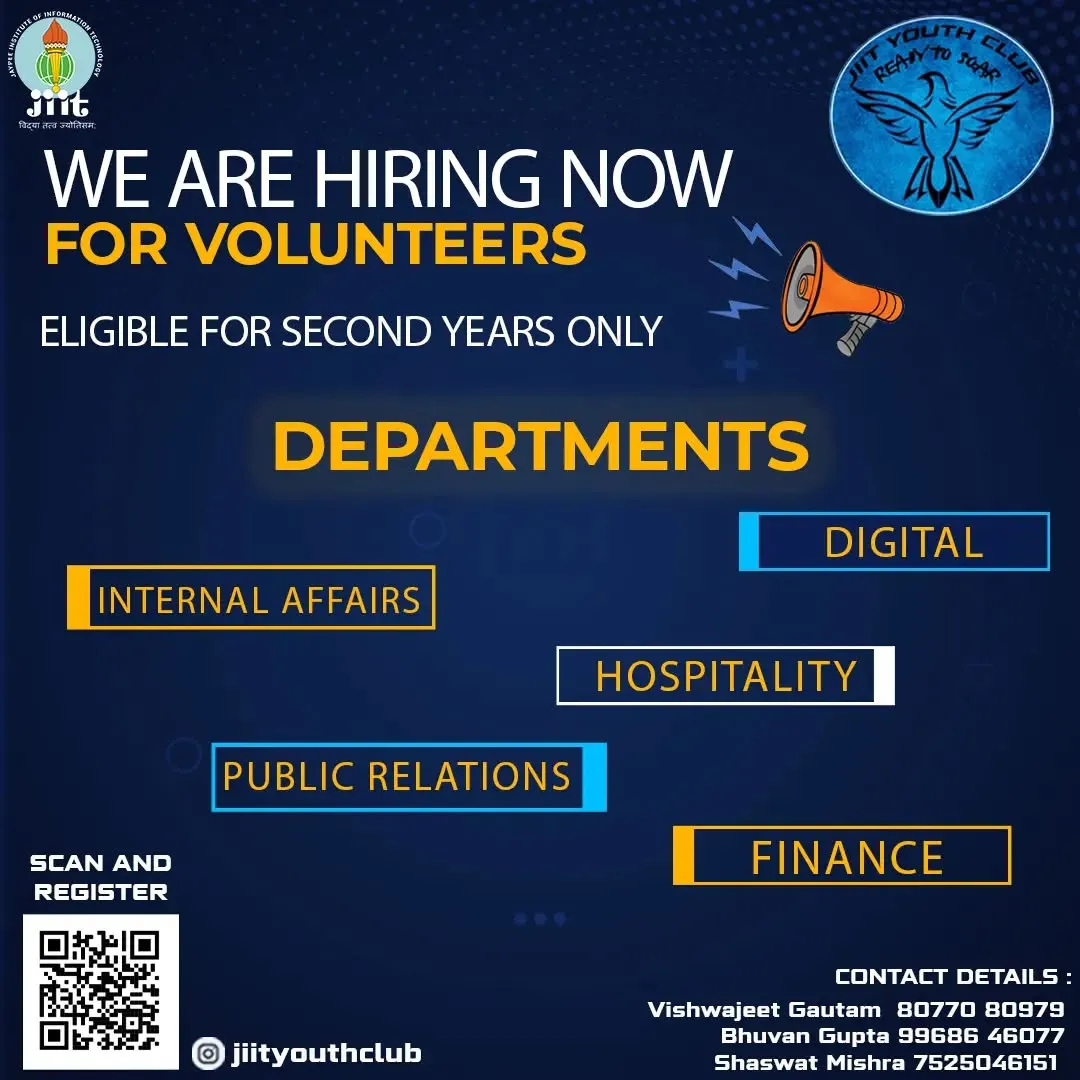 JAYPEE INSTITUTE OF INFORMATION TECHNOLOGY
jiit
विद्या तत्व ज्योतिसम:
JIIT YOUTH CLUB
READY TO SOAR
WE ARE HIRING NOW
FOR VOLUNTEERS
ELIGIBLE FOR SECOND YEARS ONLY
DEPARTMENTS
DIGITAL
INTERNAL AFFAIRS
HOSPITALITY
PUBLIC RELATIONS
FINANCE
SCAN AND
REGISTER
jiityouthclub
CONTACT DETAILS :
Vishwajeet Gautam 80770 80979
Bhuvan Gupta 99686 46077
Shaswat Mishra 7525046151